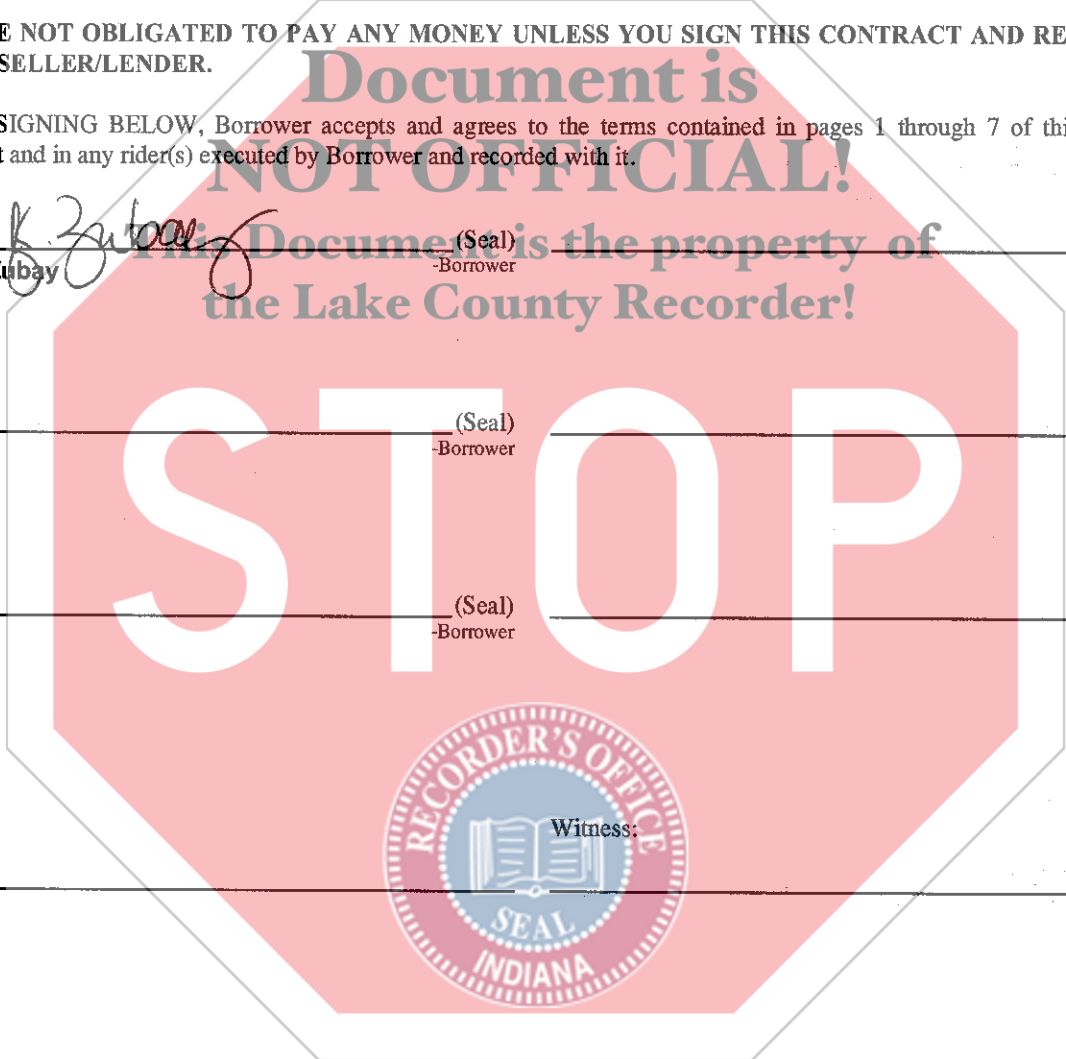 E NOT OBLIGATED TO PAY ANY MONEY UNLESS YOU SIGN THIS CONTRACT AND RE
SELLER/LENDER.
Document is
SIGNING BELOW, Borrower accepts and agrees to the terms contained in pages 1 through 7 of thi
t and in any rider(s) executed by Borrower and recorded with it.
NOT OFFICIAL!
K. Zubay
(Seal)
This Document is the property of
ubay
-Borrower
the Lake County Recorder!
STOP
(Seal)
-Borrower
(Seal)
-Borrower
RECORDER'S OFFICE
Witness:
SEAL
INDIANA